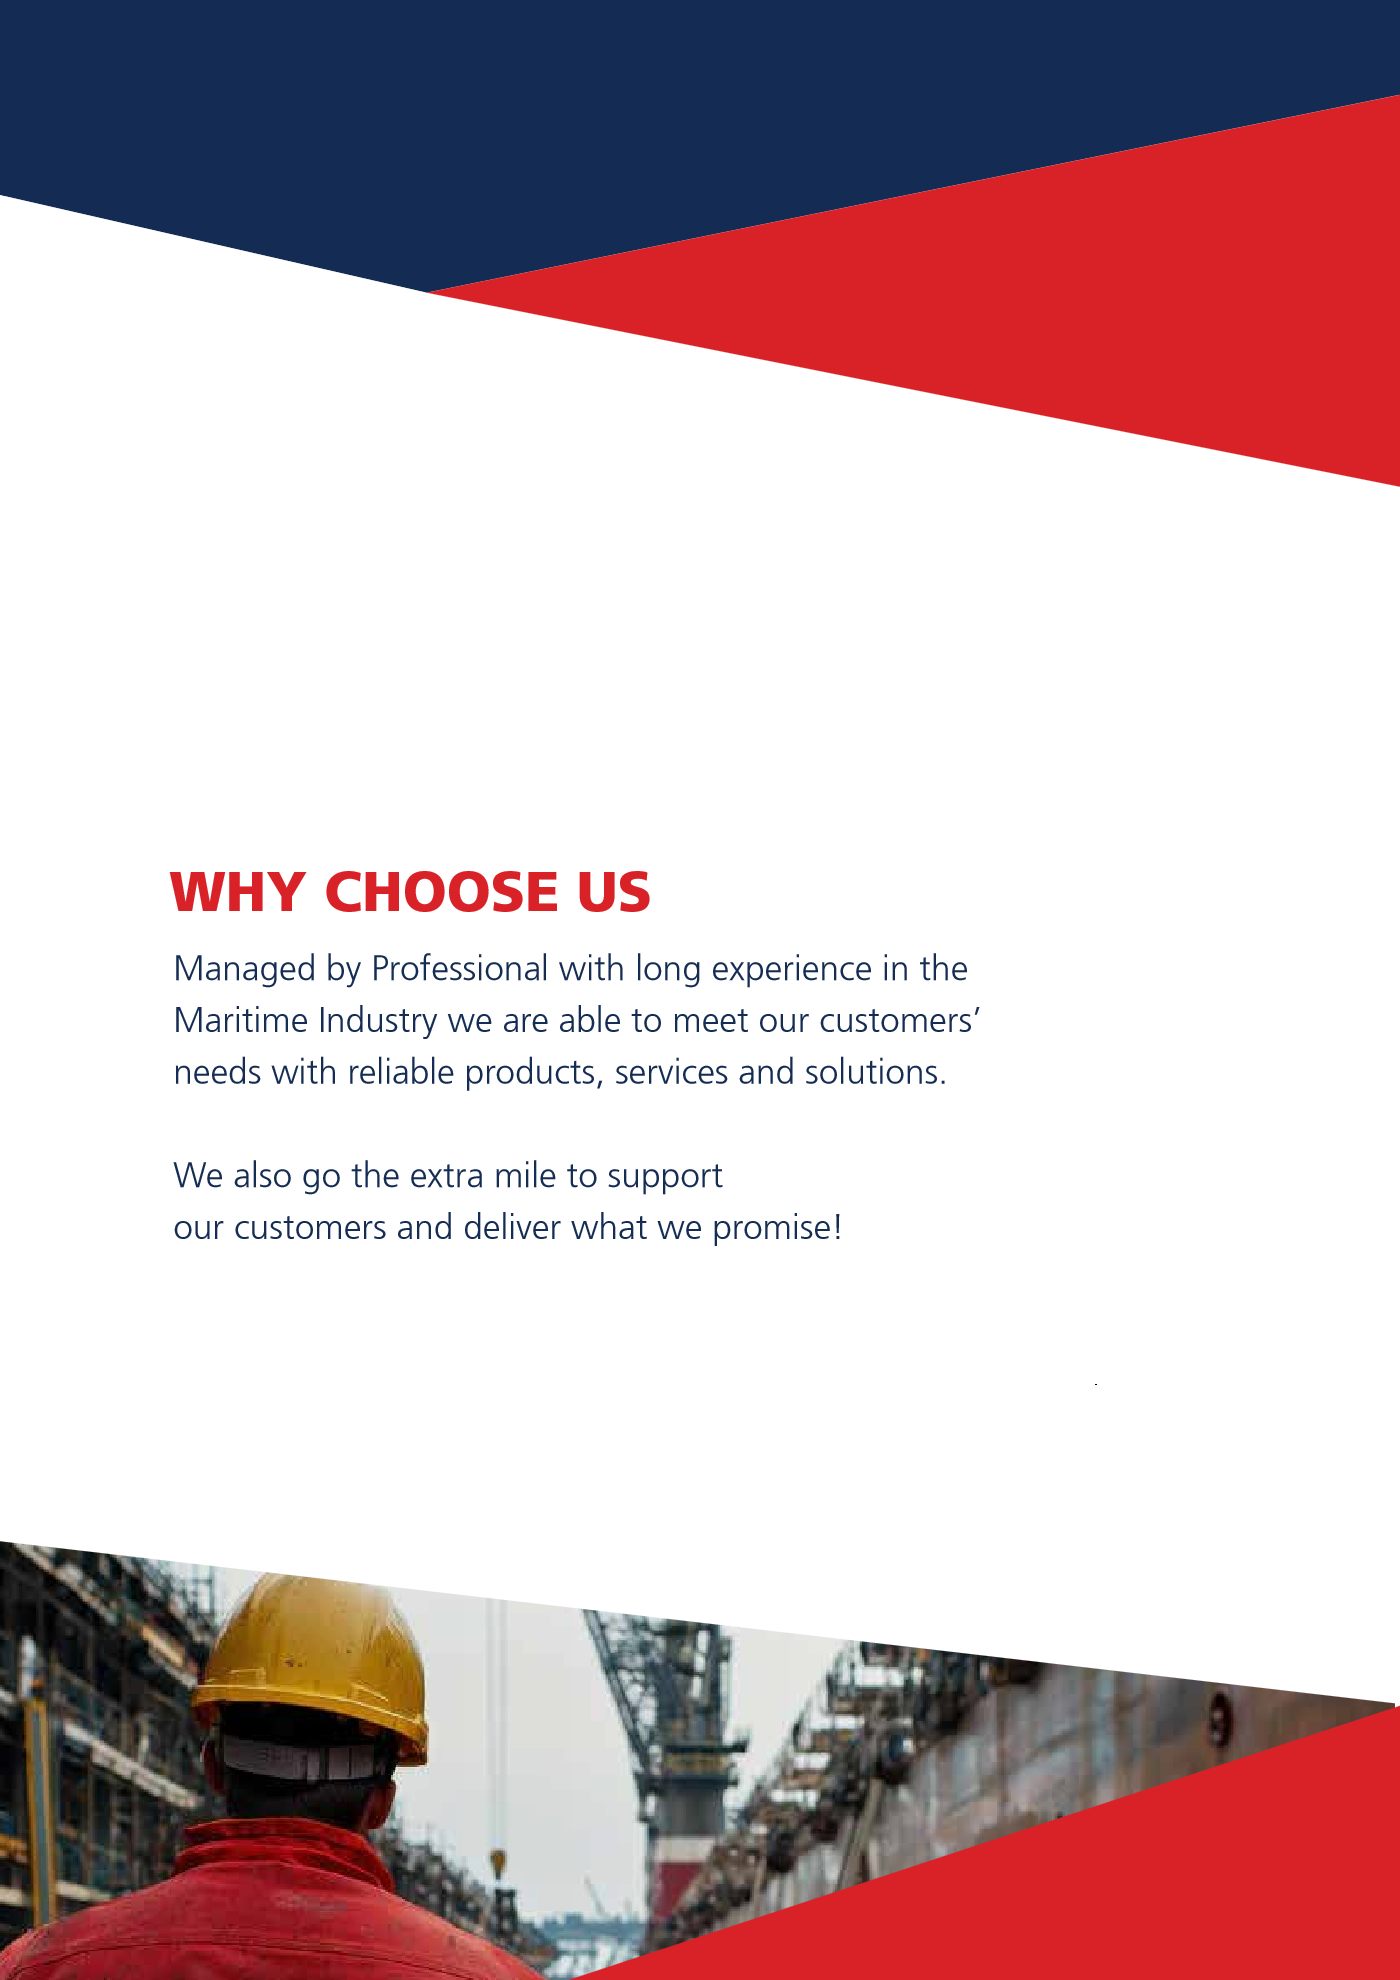 WHY CHOOSE US
Managed by Professional with long experience in the
Maritime Industry we are able to meet our customers’
needs with reliable products, services and solutions.
We also go the extra mile to support
our customers and deliver what we promise!